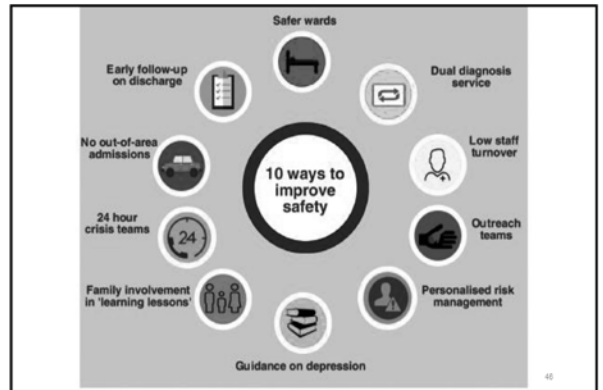 Safer wards
Early follow-up
on discharge
Dual diagnosis
service
No out-of-area
admissions
Low staff
turnover
10 ways to
improve
safety
24 hour
crisis teams
24
Outreach
teams
Family involvement
in 'learning lessons'
Personalised risk
management
Guidance on depression
46